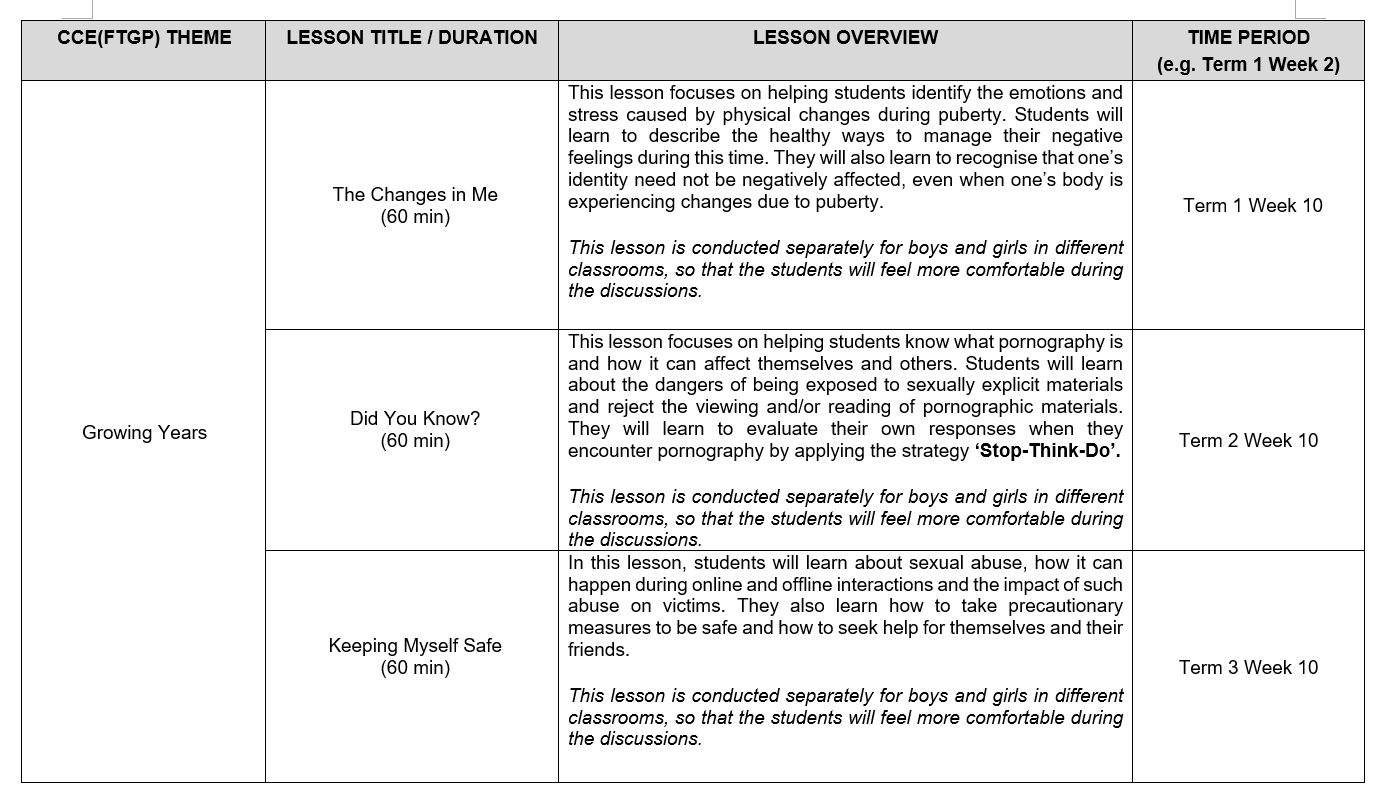 CCE(FTGP) THEME
LESSON TITLE / DURATION
LESSON OVERVIEW
TIME PERIOD
(e.g. Term 1 Week 2)
Growing Years
The Changes in Me
(60 min)
This lesson focuses on helping students identify the emotions and
stress caused by physical changes during puberty. Students will
learn to describe the healthy ways to manage their negative
feelings during this time. They will also learn to recognise that one’s
identity need not be negatively affected, even when one’s body is
experiencing changes due to puberty.
This lesson is conducted separately for boys and girls in different
classrooms, so that the students will feel more comfortable during
the discussions.
Term 1 Week 10
Did You Know?
(60 min)
This lesson focuses on helping students know what pornography is
and how it can affect themselves and others. Students will learn
about the dangers of being exposed to sexually explicit materials
and reject the viewing and/or reading of pornographic materials.
They will learn to evaluate their own responses when they
encounter pornography by applying the strategy ‘Stop-Think-Do’.
This lesson is conducted separately for boys and girls in different
classrooms, so that the students will feel more comfortable during
the discussions.
Term 2 Week 10
Keeping Myself Safe
(60 min)
In this lesson, students will learn about sexual abuse, how it can
happen during online and offline interactions and the impact of such
abuse on victims. They also learn how to take precautionary
measures to be safe and how to seek help for themselves and their
friends.
This lesson is conducted separately for boys and girls in different
classrooms, so that the students will feel more comfortable during
the discussions.
Term 3 Week 10